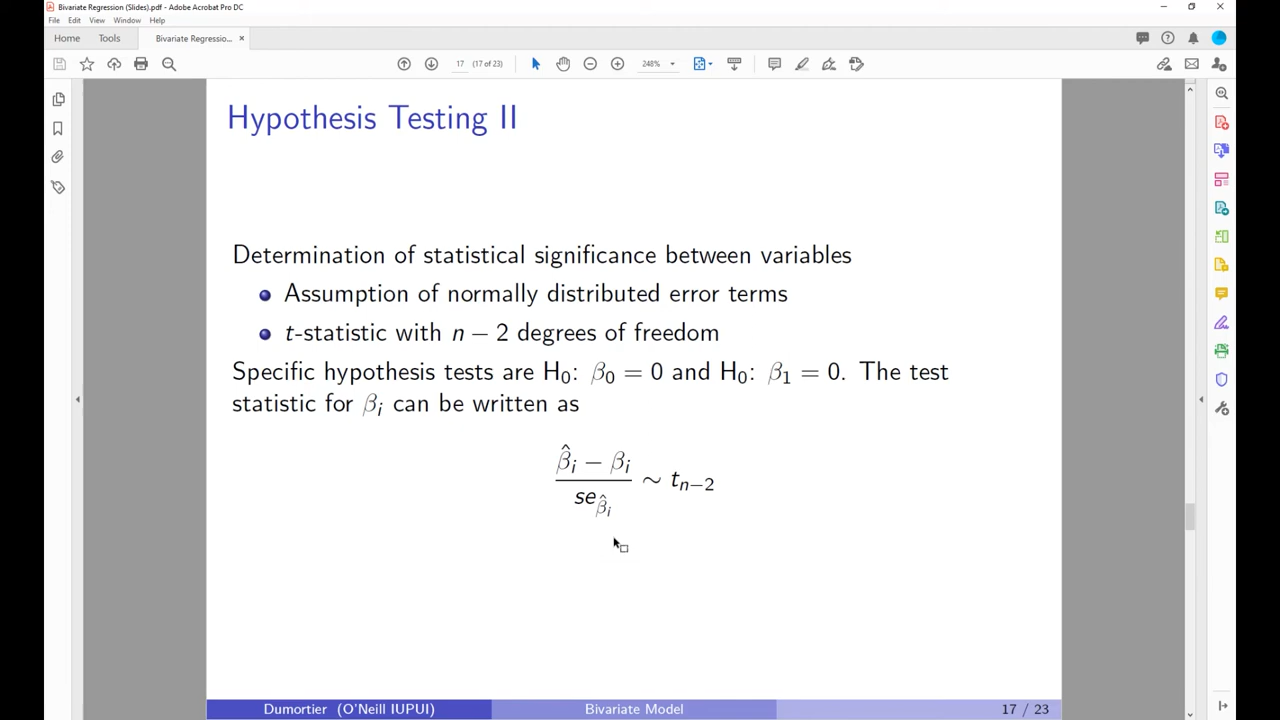 Bivariate Regression (Slides).pdf - Adobe Acrobat Pro DC
File Edit View Window Help
Home Tools Bivariate Regressio... ×
17 (17 of 23) 248%
Hypothesis Testing II
Determination of statistical significance between variables
Assumption of normally distributed error terms
t-statistic with n − 2 degrees of freedom
Specific hypothesis tests are H₀: β₀ = 0 and H₀: β₁ = 0. The test
statistic for βᵢ can be written as
β̂ᵢ − βᵢ
∼ tₙ₋₂
se_β̂ᵢ
Dumortier (O'Neill IUPUI) Bivariate Model 17 / 23